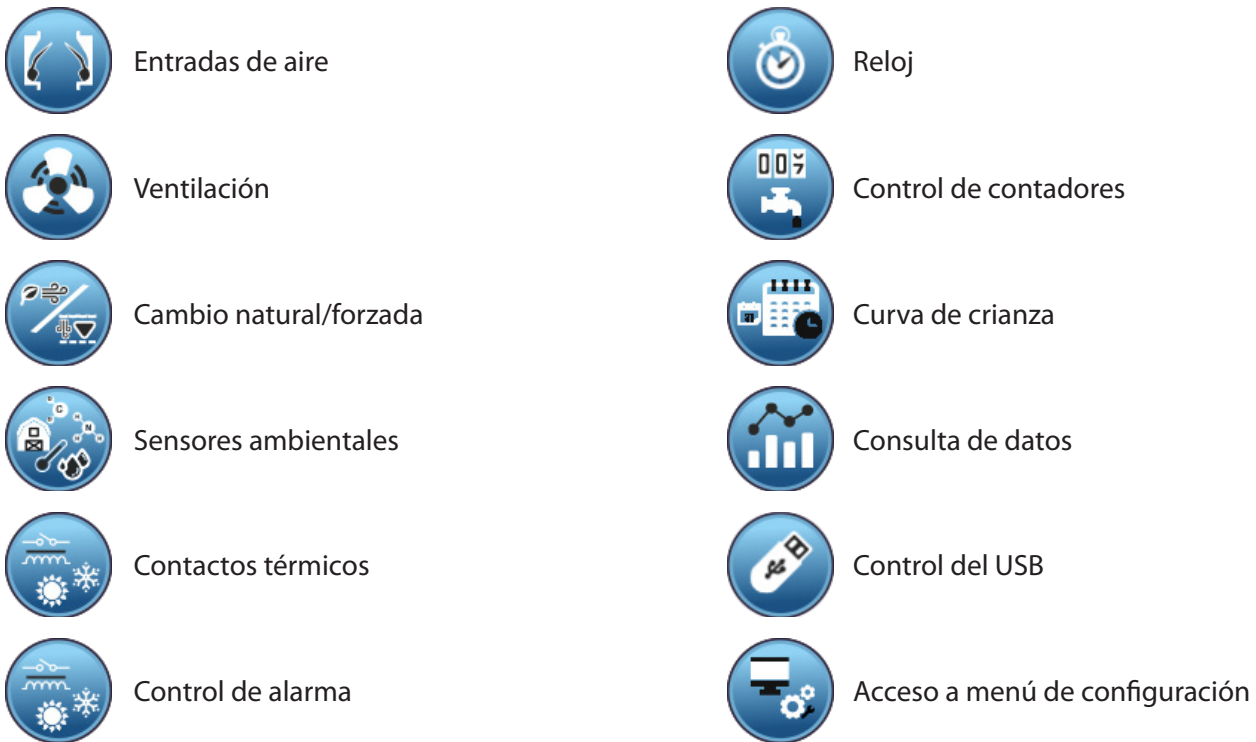 Entradas de aire
Ventilación
Cambio natural/forzada
Sensores ambientales
Contactos térmicos
Control de alarma
Reloj
Control de contadores
Curva de crianza
Consulta de datos
Control del USB
Acceso a menú de configuración